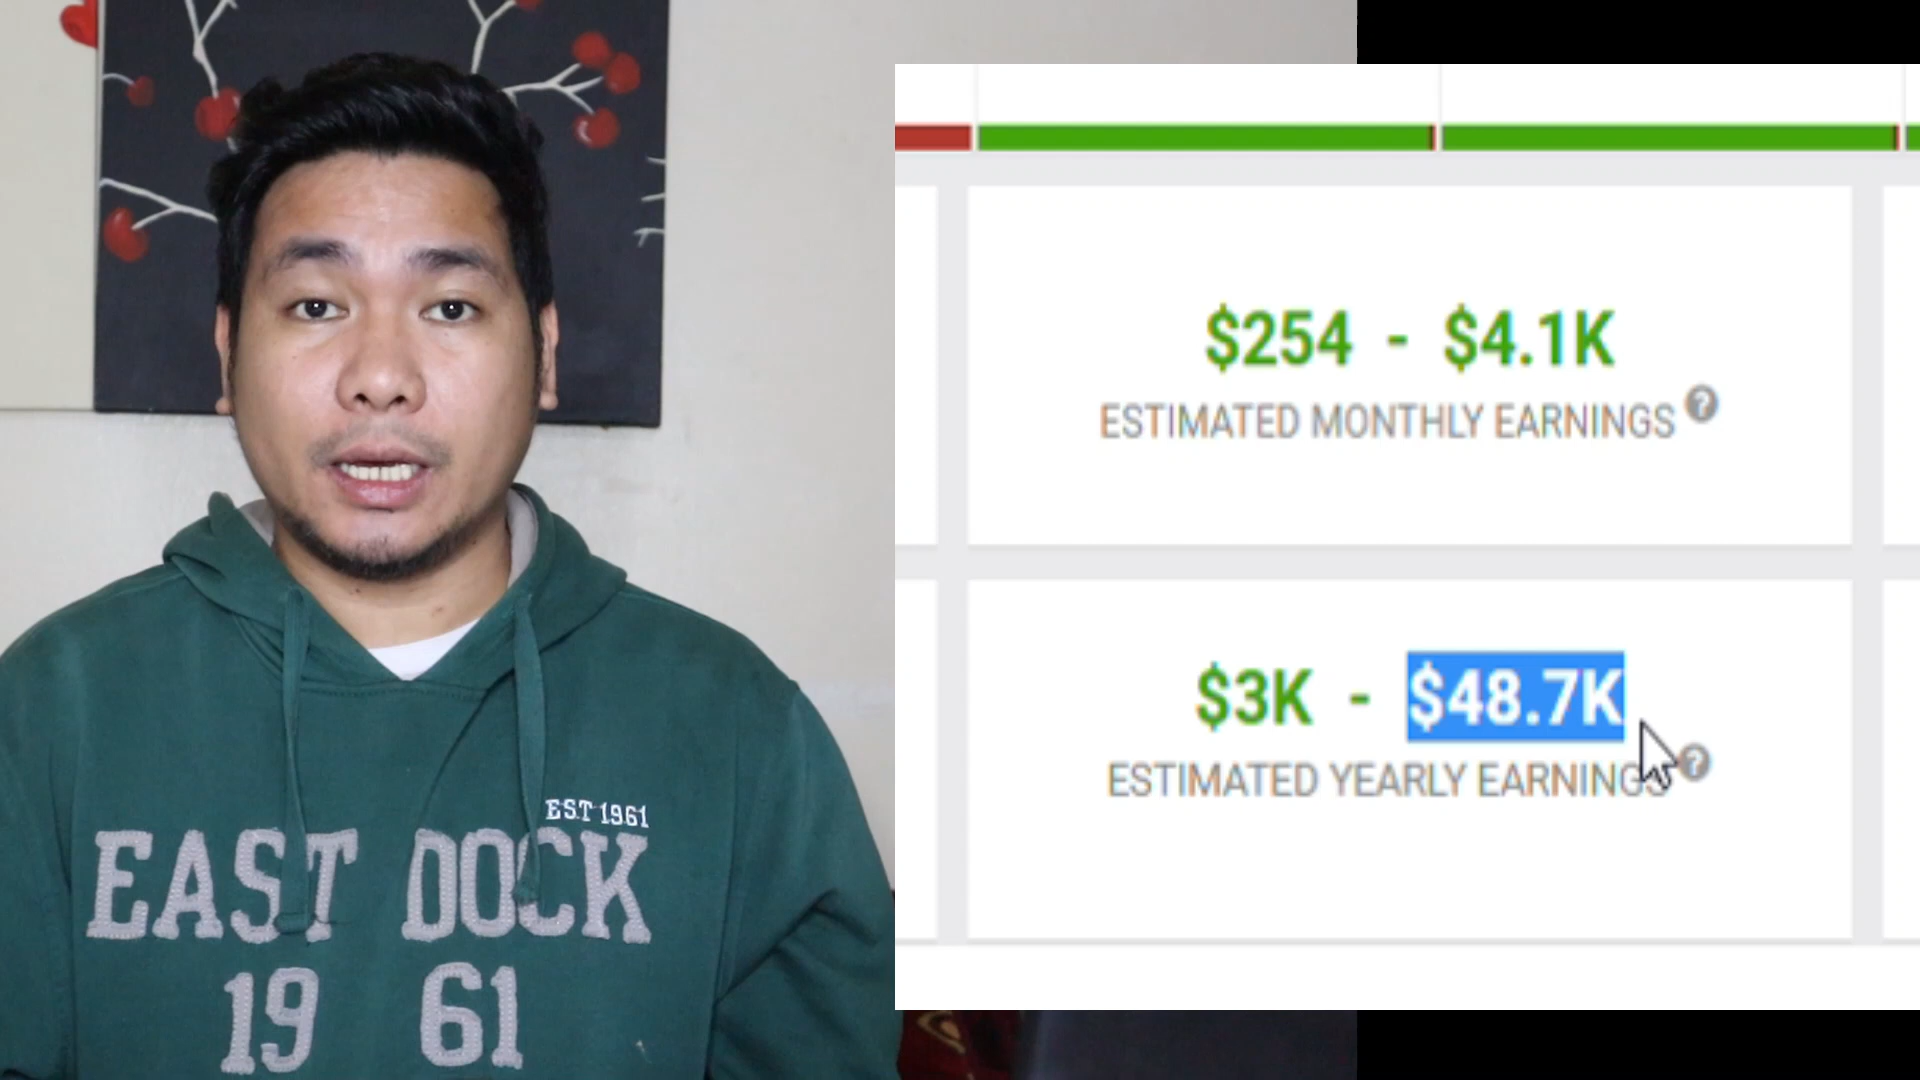 EST 1961
EAST DOCK
19 61
$254 - $4.1K
ESTIMATED MONTHLY EARNINGS ?
$3K - $48.7K
ESTIMATED YEARLY EARNINGS ?